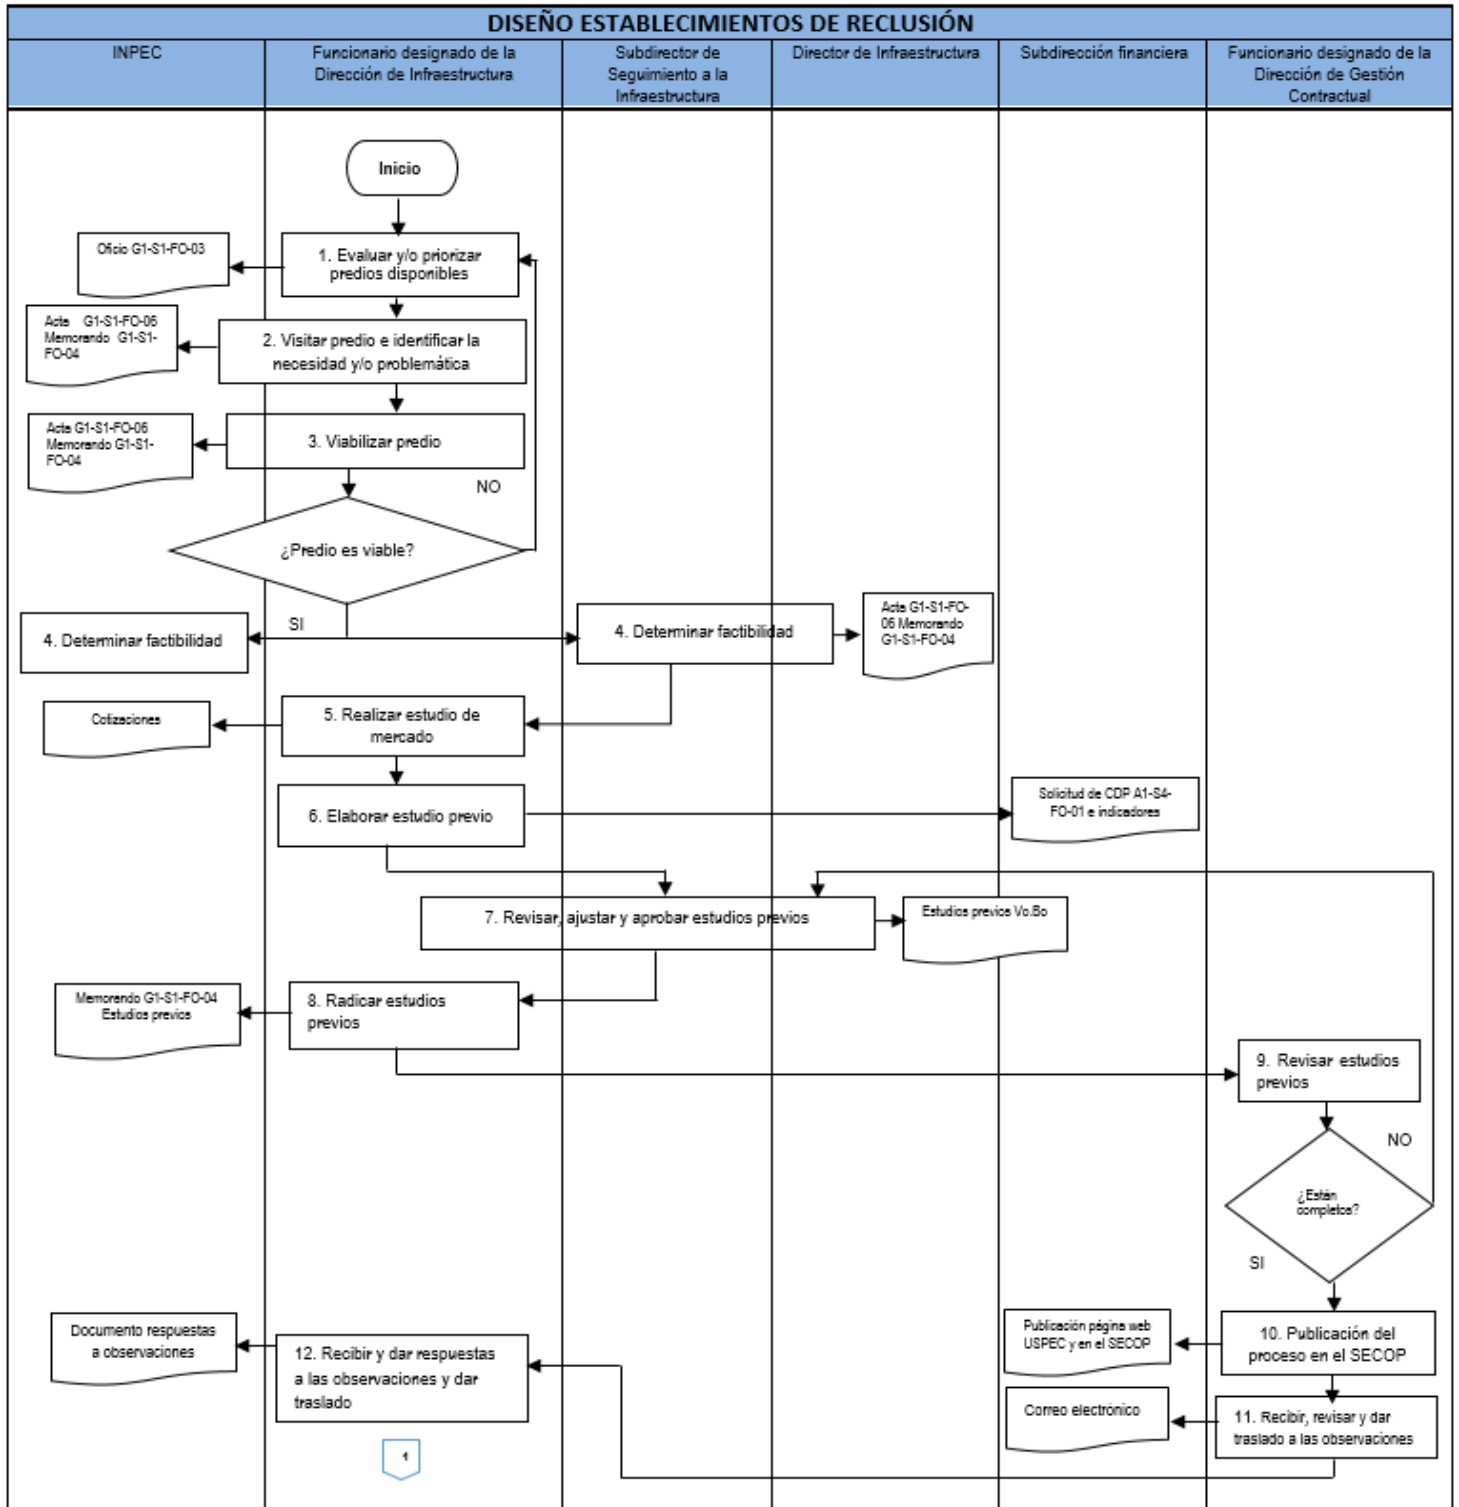 DISEÑO ESTABLECIMIENTOS DE RECLUSIÓN
INPEC
Funcionario designado de la
Dirección de Infraestructura
Subdirector de
Seguimiento a la
Infraestructura
Director de Infraestructura
Subdirección financiera
Funcionario designado de la
Dirección de Gestión
Contractual
Inicio
Oficio G1-S1-FO-03
1. Evaluar y/o priorizar
predios disponibles
Acta G1-S1-FO-06
Memorando G1-S1-
FO-04
2. Visitar predio e identificar la
necesidad y/o problemática
Acta G1-S1-FO-06
Memorando G1-S1-
FO-04
3. Viabilizar predio
NO
¿Predio es viable?
SI
4. Determinar factibilidad
4. Determinar factibilidad
Acta G1-S1-FO-
06 Memorando
G1-S1-FO-04
Cotizaciones
5. Realizar estudio de
mercado
6. Elaborar estudio previo
Solicitud de CDP A1-S4-
FO-01 e indicadores
7. Revisar, ajustar y aprobar estudios previos
Estudios previos Vo.Bo
Memorando G1-S1-FO-04
Estudios previos
8. Radicar estudios
previos
9. Revisar estudios
previos
NO
¿Están
completos?
SI
Publicación página web
USPEC y en el SECOP
10. Publicación del
proceso en el SECOP
Documento respuestas
a observaciones
12. Recibir y dar respuestas
a las observaciones y dar
traslado
Correo electrónico
11. Recibir, revisar y dar
traslado a las observaciones
1